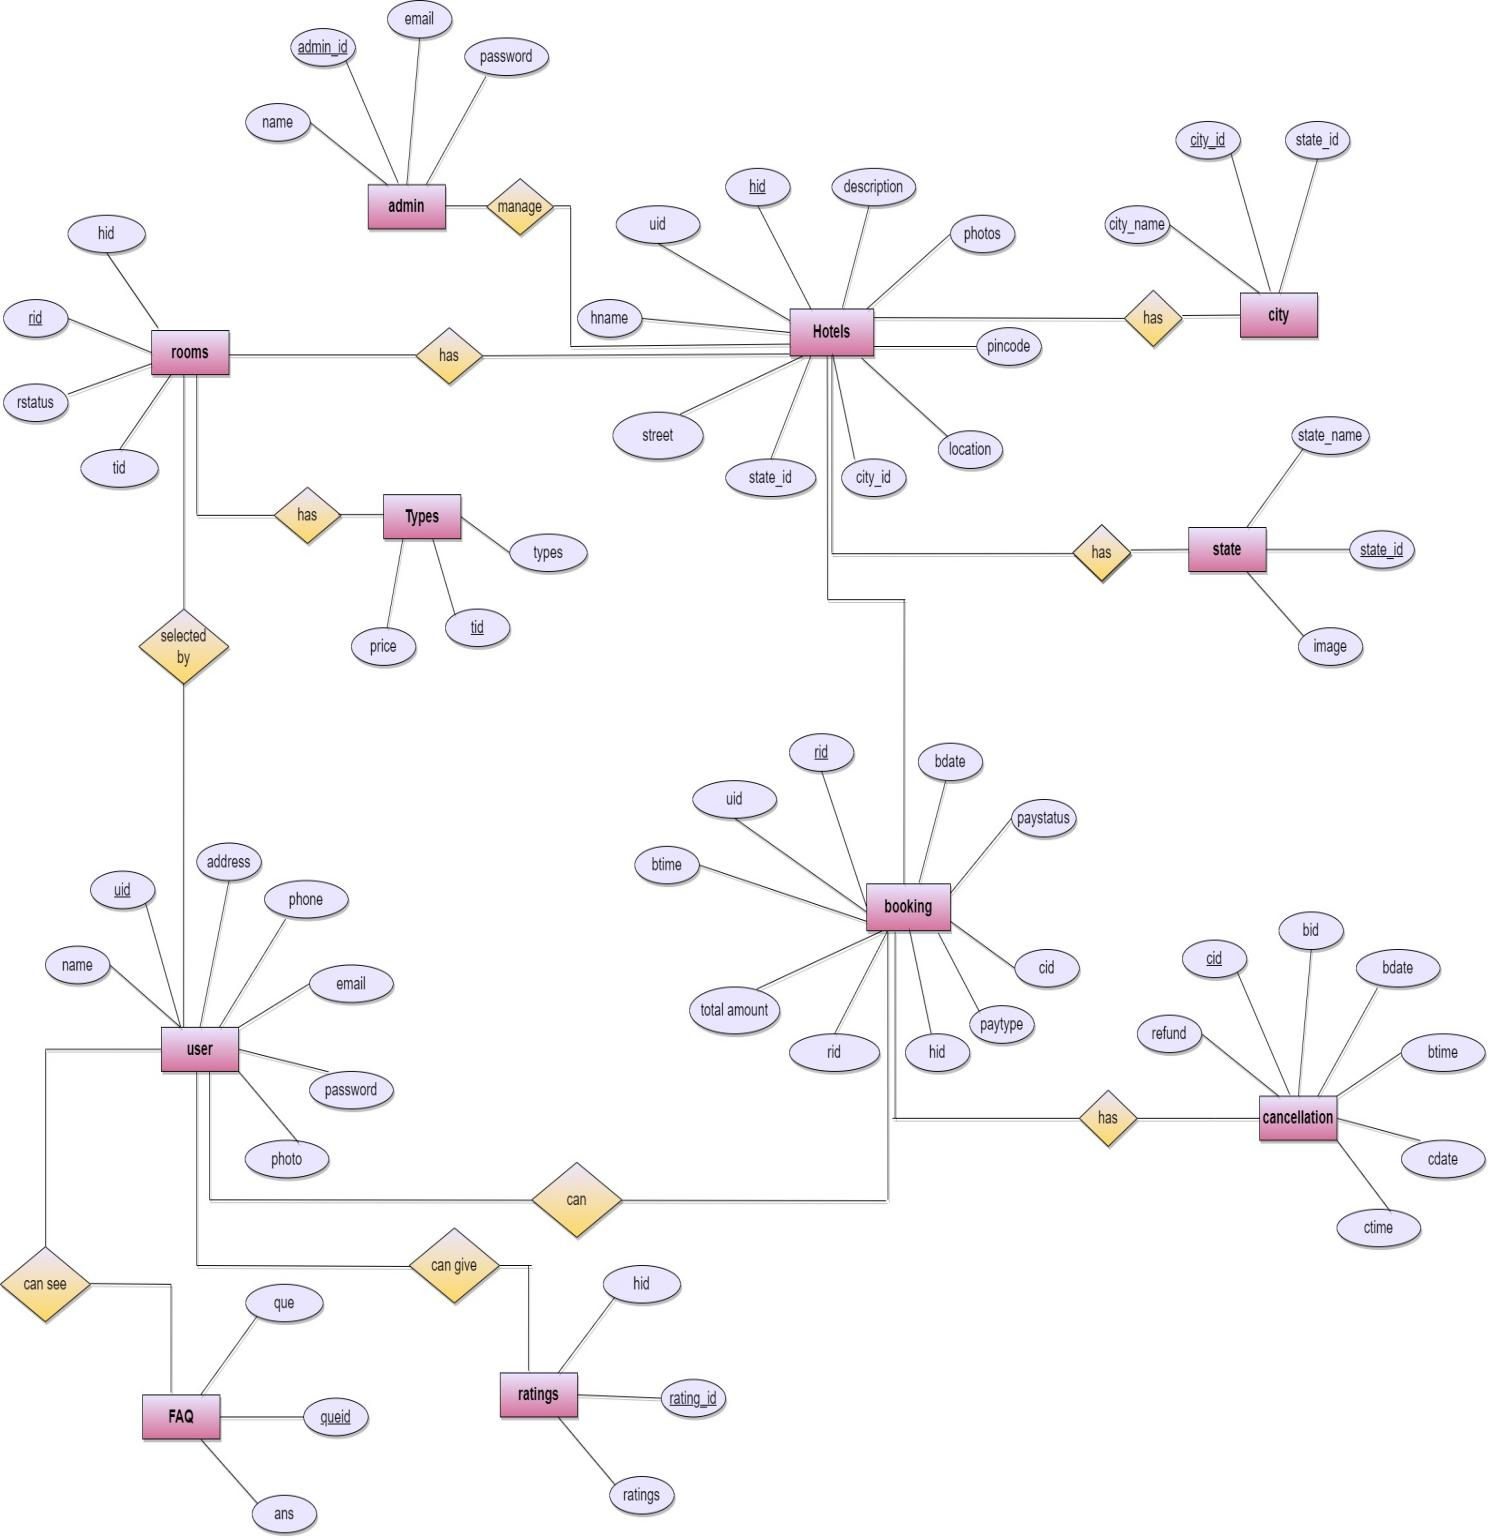 email
admin_id
password
name
admin
manage
city_id
state_id
city_name
city
has
hid
description
uid
photos
hname
Hotels
pincode
street
state_id
city_id
location
hid
rid
rooms
rstatus
tid
has
has
Types
types
price
tid
state_name
has
state
state_id
image
selected
by
rid
bdate
uid
paystatus
btime
booking
cid
total amount
paytype
rid
hid
address
uid
phone
name
email
user
password
photo
bid
cid
bdate
refund
btime
has
cancellation
cdate
ctime
can
can see
can give
que
FAQ
queid
ans
hid
ratings
rating_id
ratings